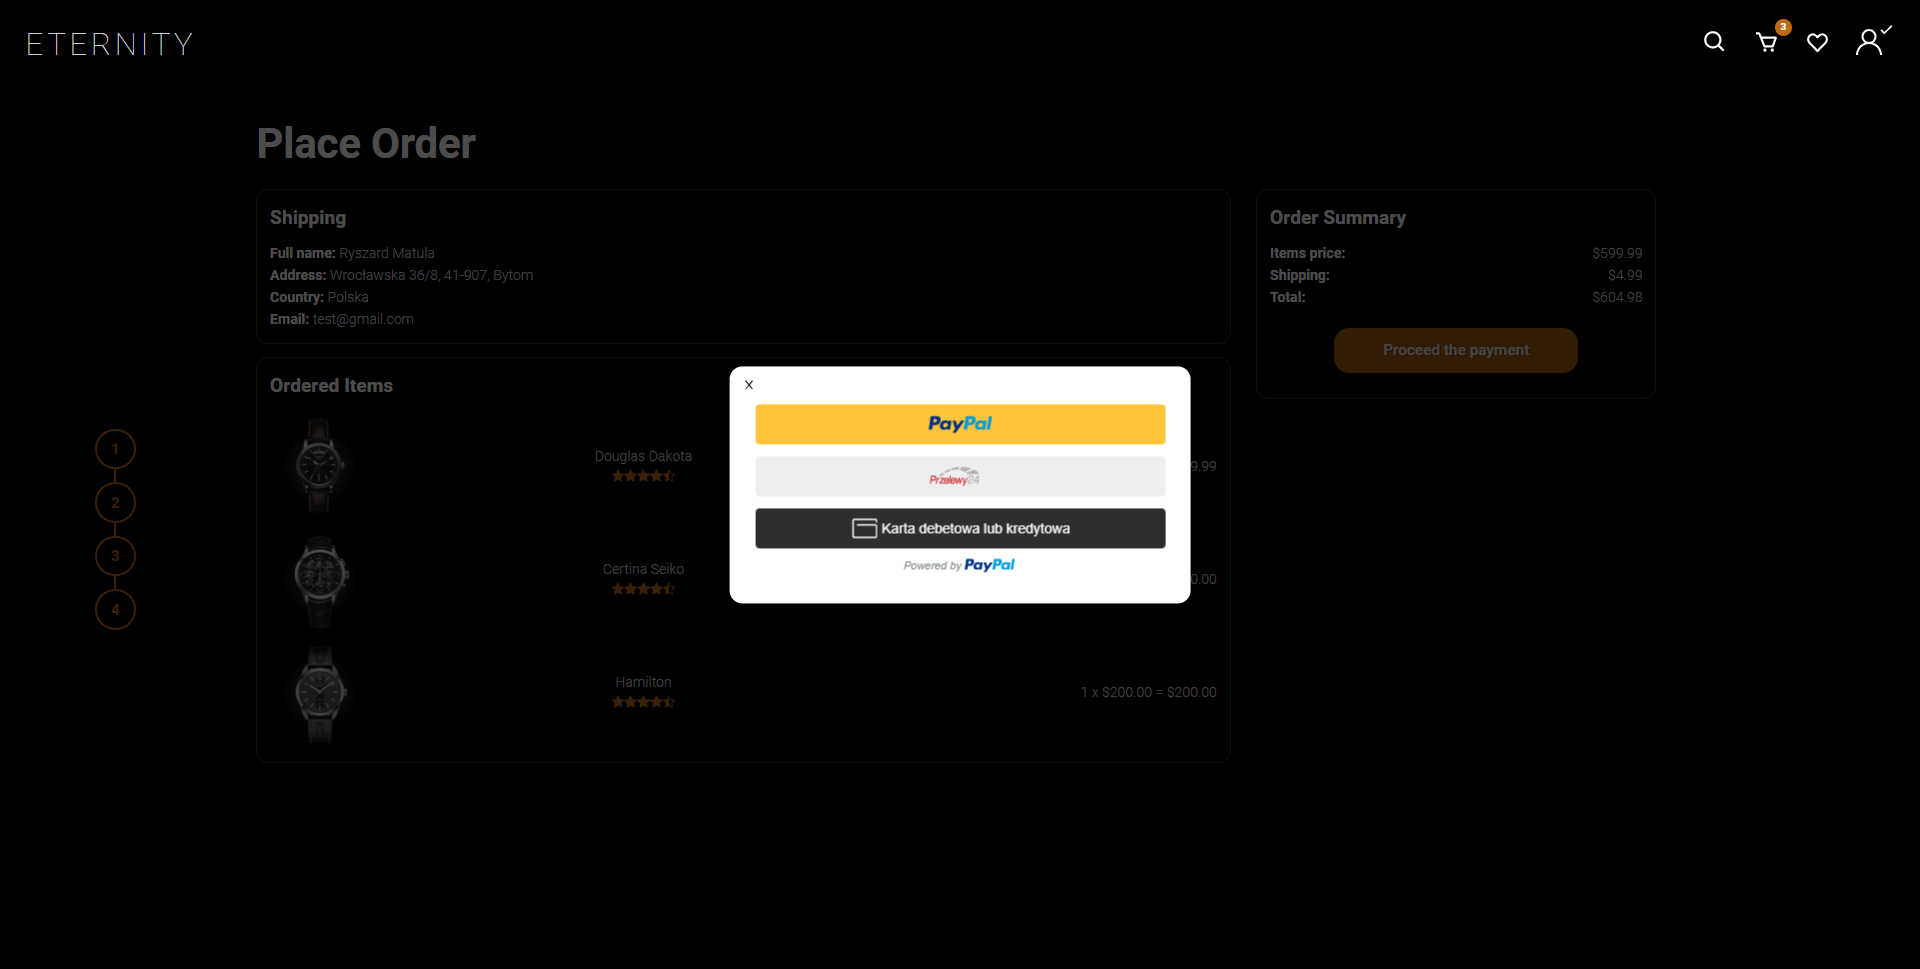 ETERNITY
3
Place Order
Shipping
Full name: Ryszard Matula
Address: Wrocławska 36/8, 41-907, Bytom
Country: Polska
Email: test@gmail.com
Order Summary
Items price: $599.99
Shipping: $4.99
Total: $604.98
Proceed the payment
Ordered Items
Douglas Dakota
9.99
Certina Seiko
0.00
Hamilton
1 x $200.00 = $200.00
1
2
3
4
X
PayPal
Przelewy24
Karta debetowa lub kredytowa
Powered by PayPal